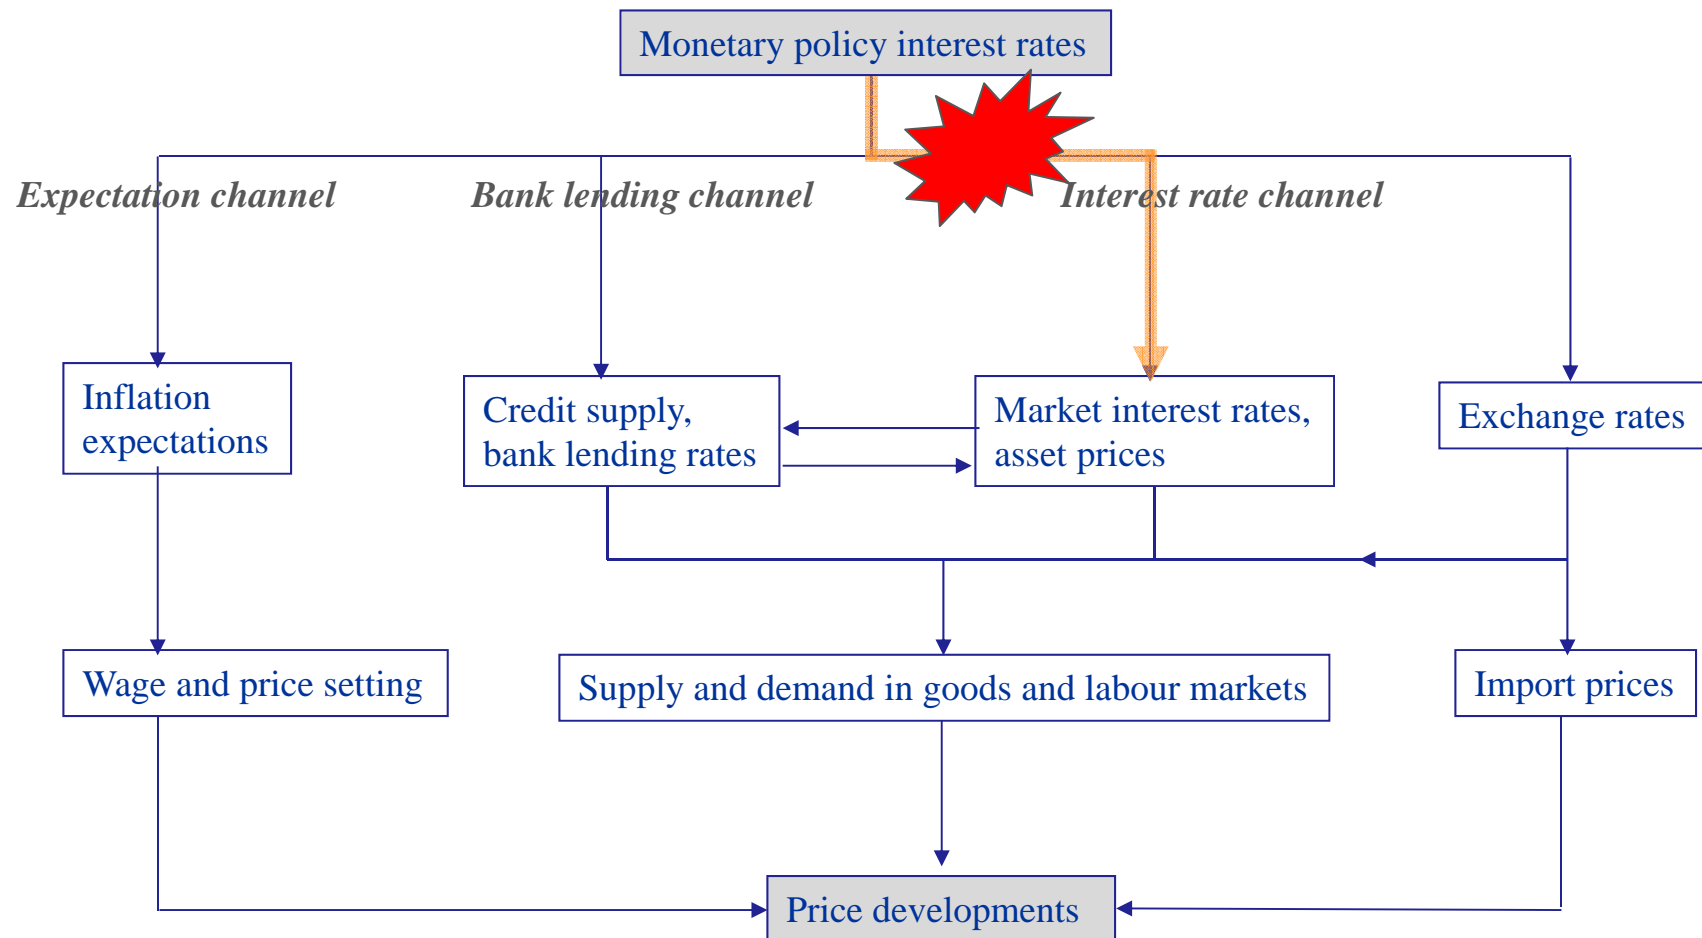 Monetary policy interest rates
Expectation channel
Bank lending channel
Interest rate channel
Inflation
expectations
Credit supply,
bank lending rates
Market interest rates,
asset prices
Exchange rates
Wage and price setting
Supply and demand in goods and labour markets
Import prices
Price developments